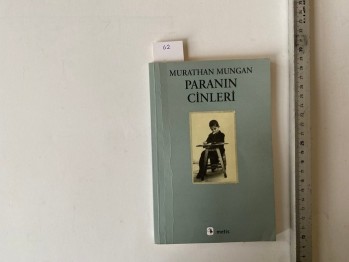 62
MURATHAN MUNGAN
PARANIN
CİNLERİ
metis